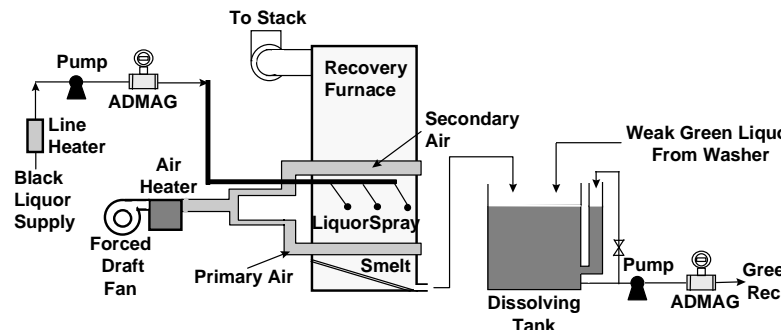 To Stack
Pump
ADMAG
Recovery
Furnace
Secondary
Air
Line
Heater
Air
Heater
Weak Green Liquo
From Washer
Black
Liquor
Supply
LiquorSpray
Forced
Draft
Fan
Primary Air
Smelt
Pump
Gree
Rec
ADMAG
Dissolving
Tank